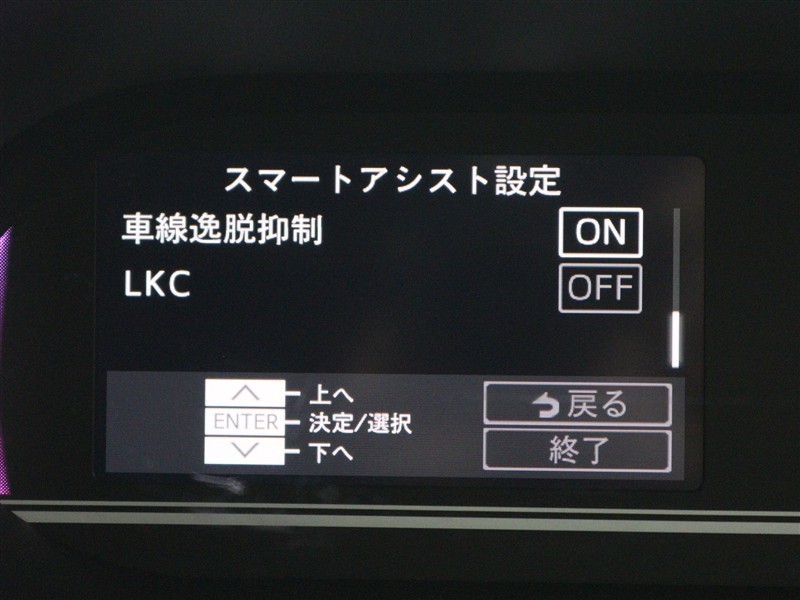 スマートアシスト設定
車線逸脱抑制 ON
LKC OFF
上へ
ENTER 決定/選択
下へ
戻る
終了